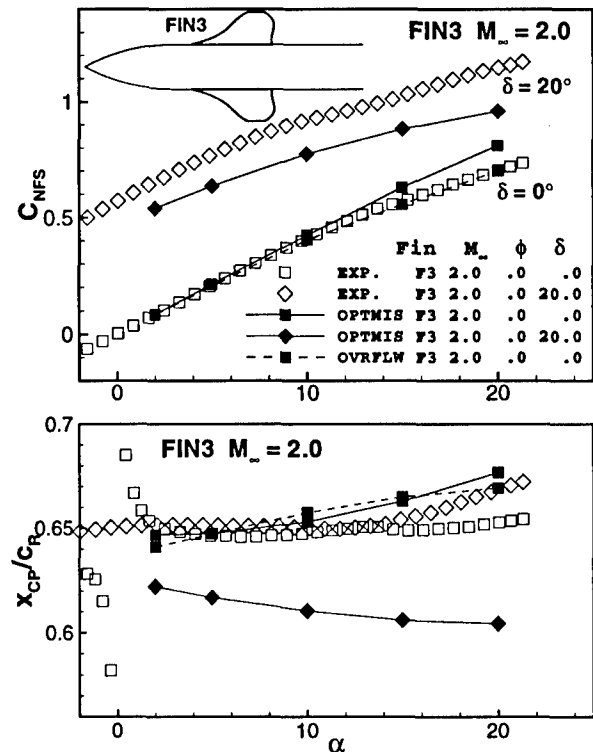 FIN3
FIN3 M∞ = 2.0
δ = 20°
δ = 0°
CNFS
1
0.5
0
Fin M∞ ϕ δ
EXP. F3 2.0 .0 .0
EXP. F3 2.0 .0 20.0
OPTMIS F3 2.0 .0 .0
OPTMIS F3 2.0 .0 20.0
OVRFLW F3 2.0 .0 .0
0 10 20
FIN3 M∞ = 2.0
XCP/CR
0.7
0.65
0.6
0 10 20
α